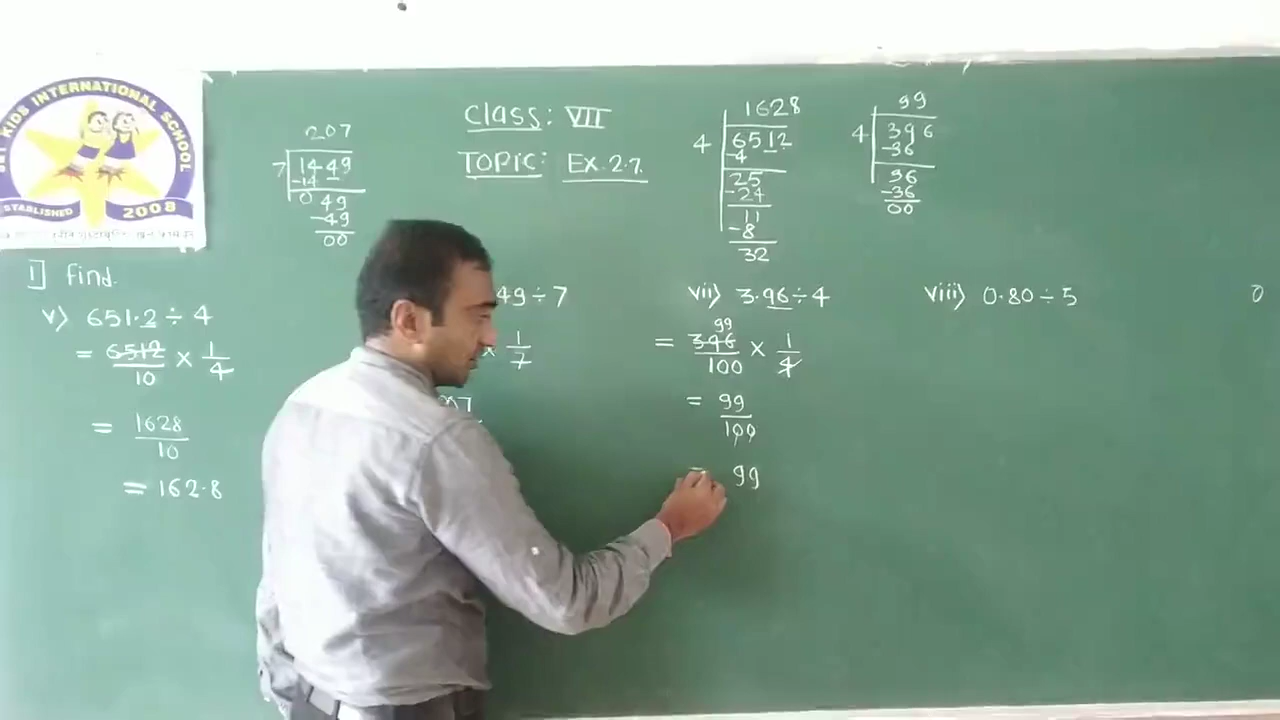 SET KIDS INTERNATIONAL SCHOOL
ESTABLISHED 2008
CLASS: VII
TOPIC: EX.2.7.
207
7 1449
-14
049
-49
00
1628
4 6512
-4
25
-24
11
-8
32
99
4 396
-36
96
-36
00
1] Find.
v) 651.2 ÷ 4
= 6512/10 × 1/4
= 1628/10
= 162.8
49 ÷ 7
× 1/7
vii) 3.96 ÷ 4
99
= 396/100 × 1/4
= 99/100
= 99
viii) 0.80 ÷ 5
0